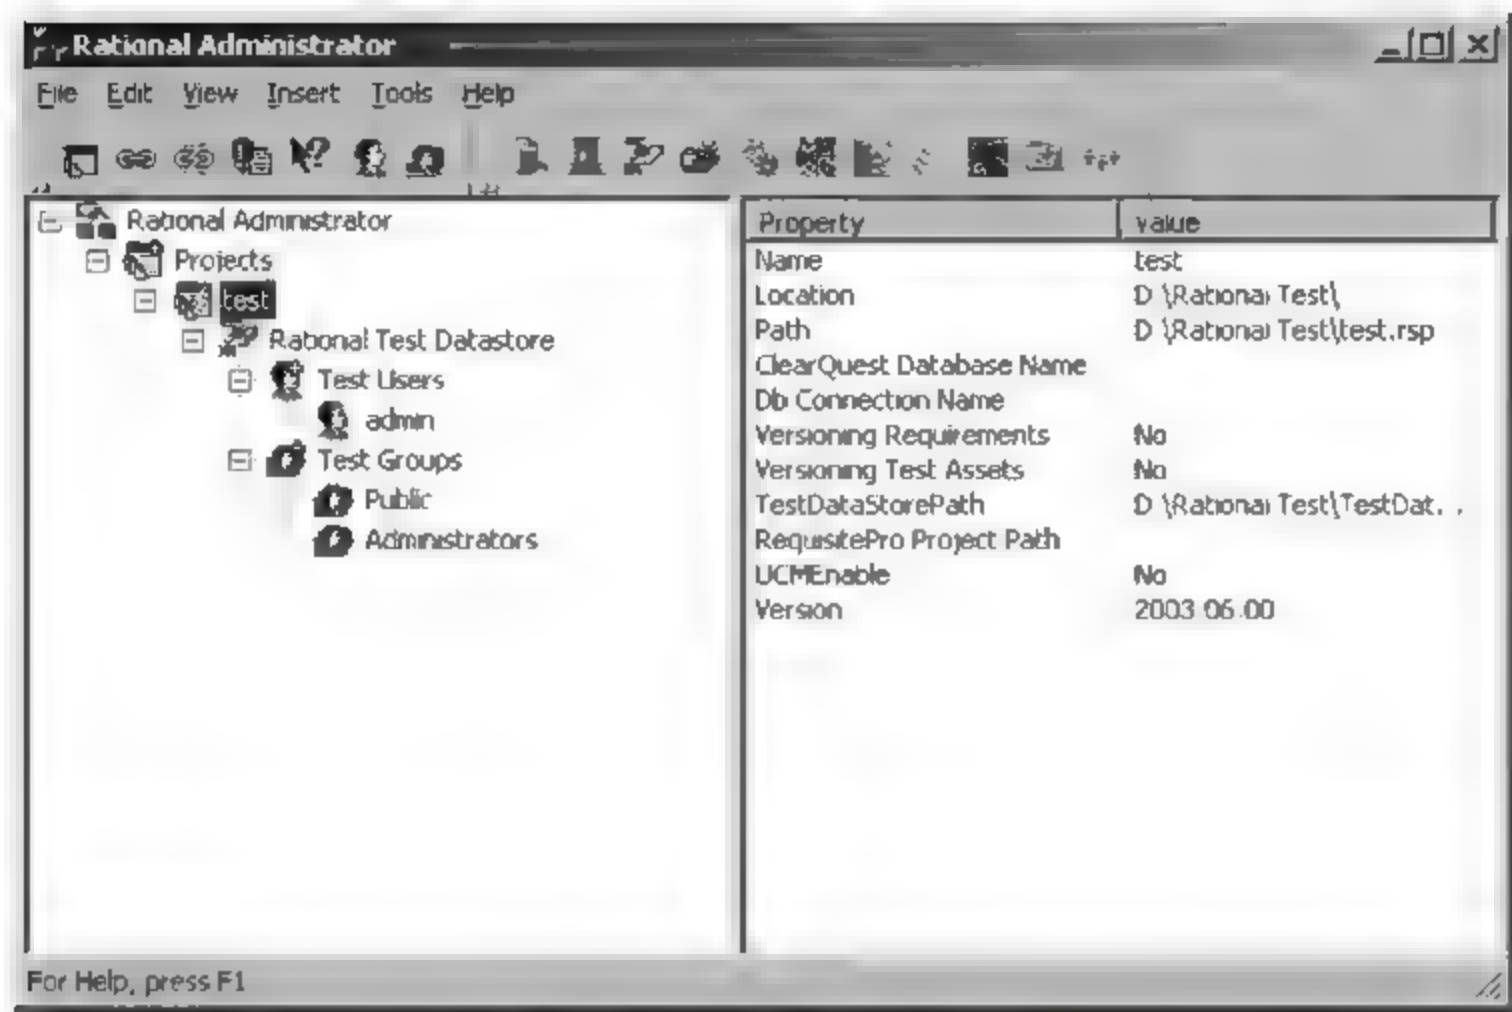 Rational Administrator
File Edit View Insert Tools Help
Rational Administrator
Projects
test
Rational Test Datastore
Test Users
admin
Test Groups
Public
Administrators
Property value
Name test
Location D \Rational Test\
Path D \Rational Test\test.rsp
ClearQuest Database Name
Db Connection Name
Versioning Requirements No
Versioning Test Assets No
TestDataStorePath D \Rational Test\TestDat. .
RequisitePro Project Path
UCMEnable No
Version 2003 06.00
For Help, press F1